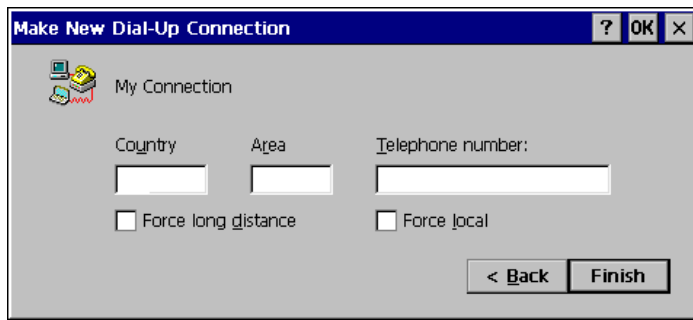 Make New Dial-Up Connection ? OK ×
My Connection
Country Area Telephone number:
Force long distance Force local
< Back Finish